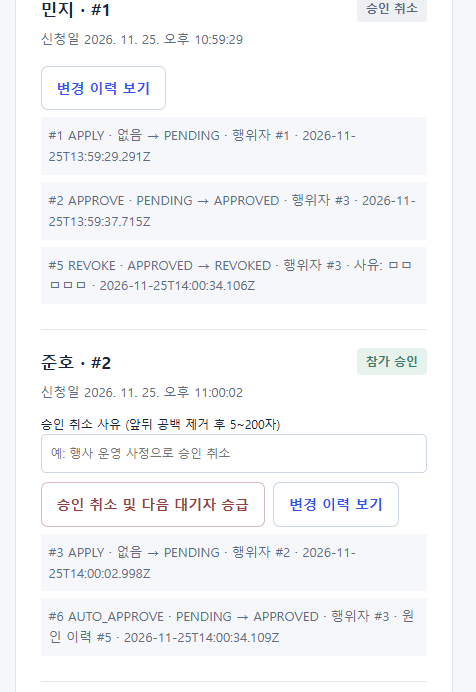 민지 · #1
승인 취소
신청일 2026. 11. 25. 오후 10:59:29
변경 이력 보기
#1 APPLY · 없음 → PENDING · 행위자 #1 · 2026-11-
25T13:59:29.291Z
#2 APPROVE · PENDING → APPROVED · 행위자 #3 · 2026-11-
25T13:59:37.715Z
#5 REVOKE · APPROVED → REVOKED · 행위자 #3 · 사유: ㅁㅁ
ㅁㅁㅁ · 2026-11-25T14:00:34.106Z
준호 · #2
참가 승인
신청일 2026. 11. 25. 오후 11:00:02
승인 취소 사유 (앞뒤 공백 제거 후 5~200자)
예: 행사 운영 사정으로 승인 취소
승인 취소 및 다음 대기자 승급
변경 이력 보기
#3 APPLY · 없음 → PENDING · 행위자 #2 · 2026-11-
25T14:00:02.998Z
#6 AUTO_APPROVE · PENDING → APPROVED · 행위자 #3 · 원
인 이력 #5 · 2026-11-25T14:00:34.109Z